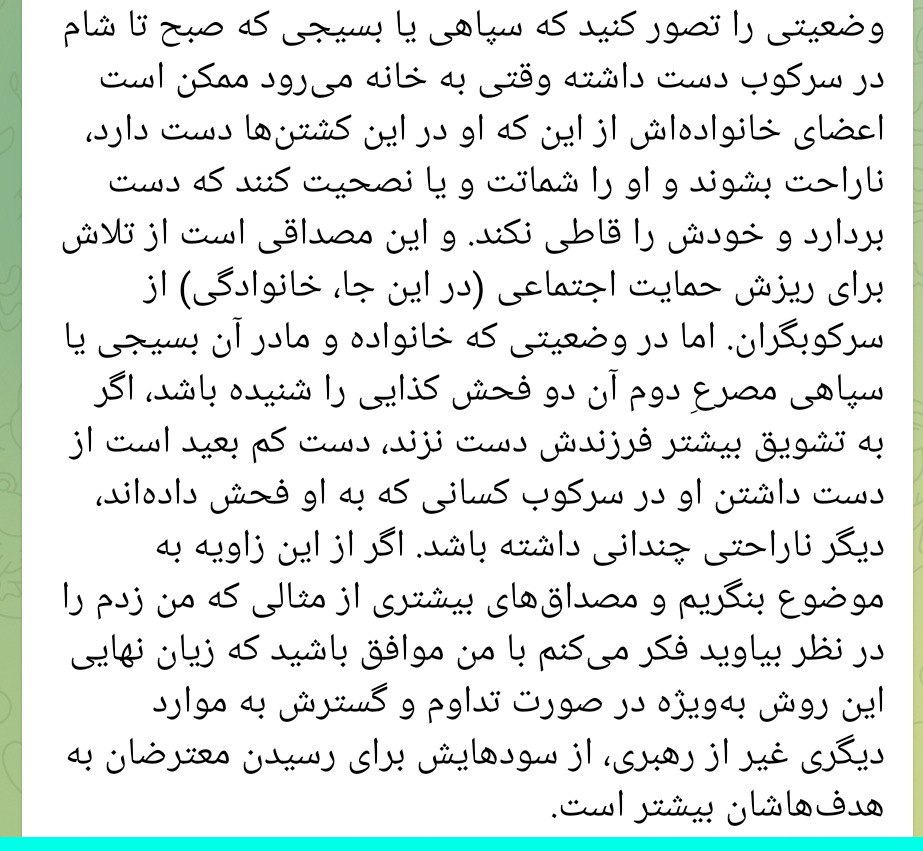 وضعیتی را تصور کنید که سپاهی یا بسیجی که صبح تا شام
در سرکوب دست داشته وقتی به خانه می‌رود ممکن است
اعضای خانواده‌اش از این که او در این کشتن‌ها دست دارد،
ناراحت بشوند و او را شماتت و یا نصحیت کنند که دست
بردارد و خودش را قاطی نکند. و این مصداقی است از تلاش
برای ریزش حمایت اجتماعی (در این جا، خانوادگی) از
سرکوبگران. اما در وضعیتی که خانواده و مادر آن بسیجی یا
سپاهی مصرعِ دوم آن دو فحش کذایی را شنیده باشد، اگر
به تشویق بیشتر فرزندش دست نزند، دست کم بعید است از
دست داشتن او در سرکوب کسانی که به او فحش داده‌اند،
دیگر ناراحتی چندانی داشته باشد. اگر از این زاویه به
موضوع بنگریم و مصداق‌های بیشتری از مثالی که من زدم را
در نظر بیاوید فکر می‌کنم با من موافق باشید که زیان نهایی
این روش به‌ویژه در صورت تداوم و گسترش به موارد
دیگری غیر از رهبری، از سودهایش برای رسیدن معترضان به
هدف‌هاشان بیشتر است.